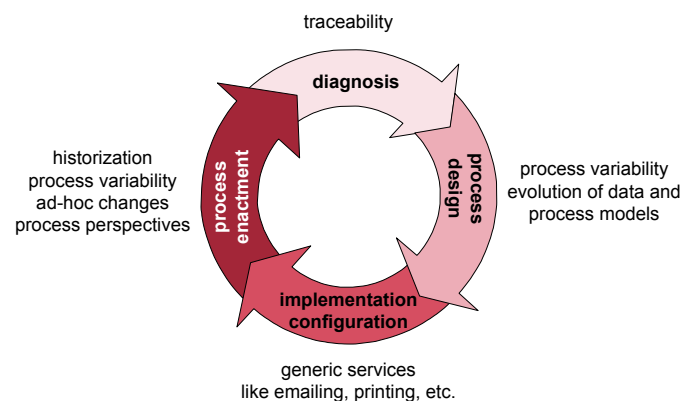 traceability
diagnosis
process
design
process variability
evolution of data and
process models
implementation
configuration
generic services
like emailing, printing, etc.
process
enactment
historization
process variability
ad-hoc changes
process perspectives